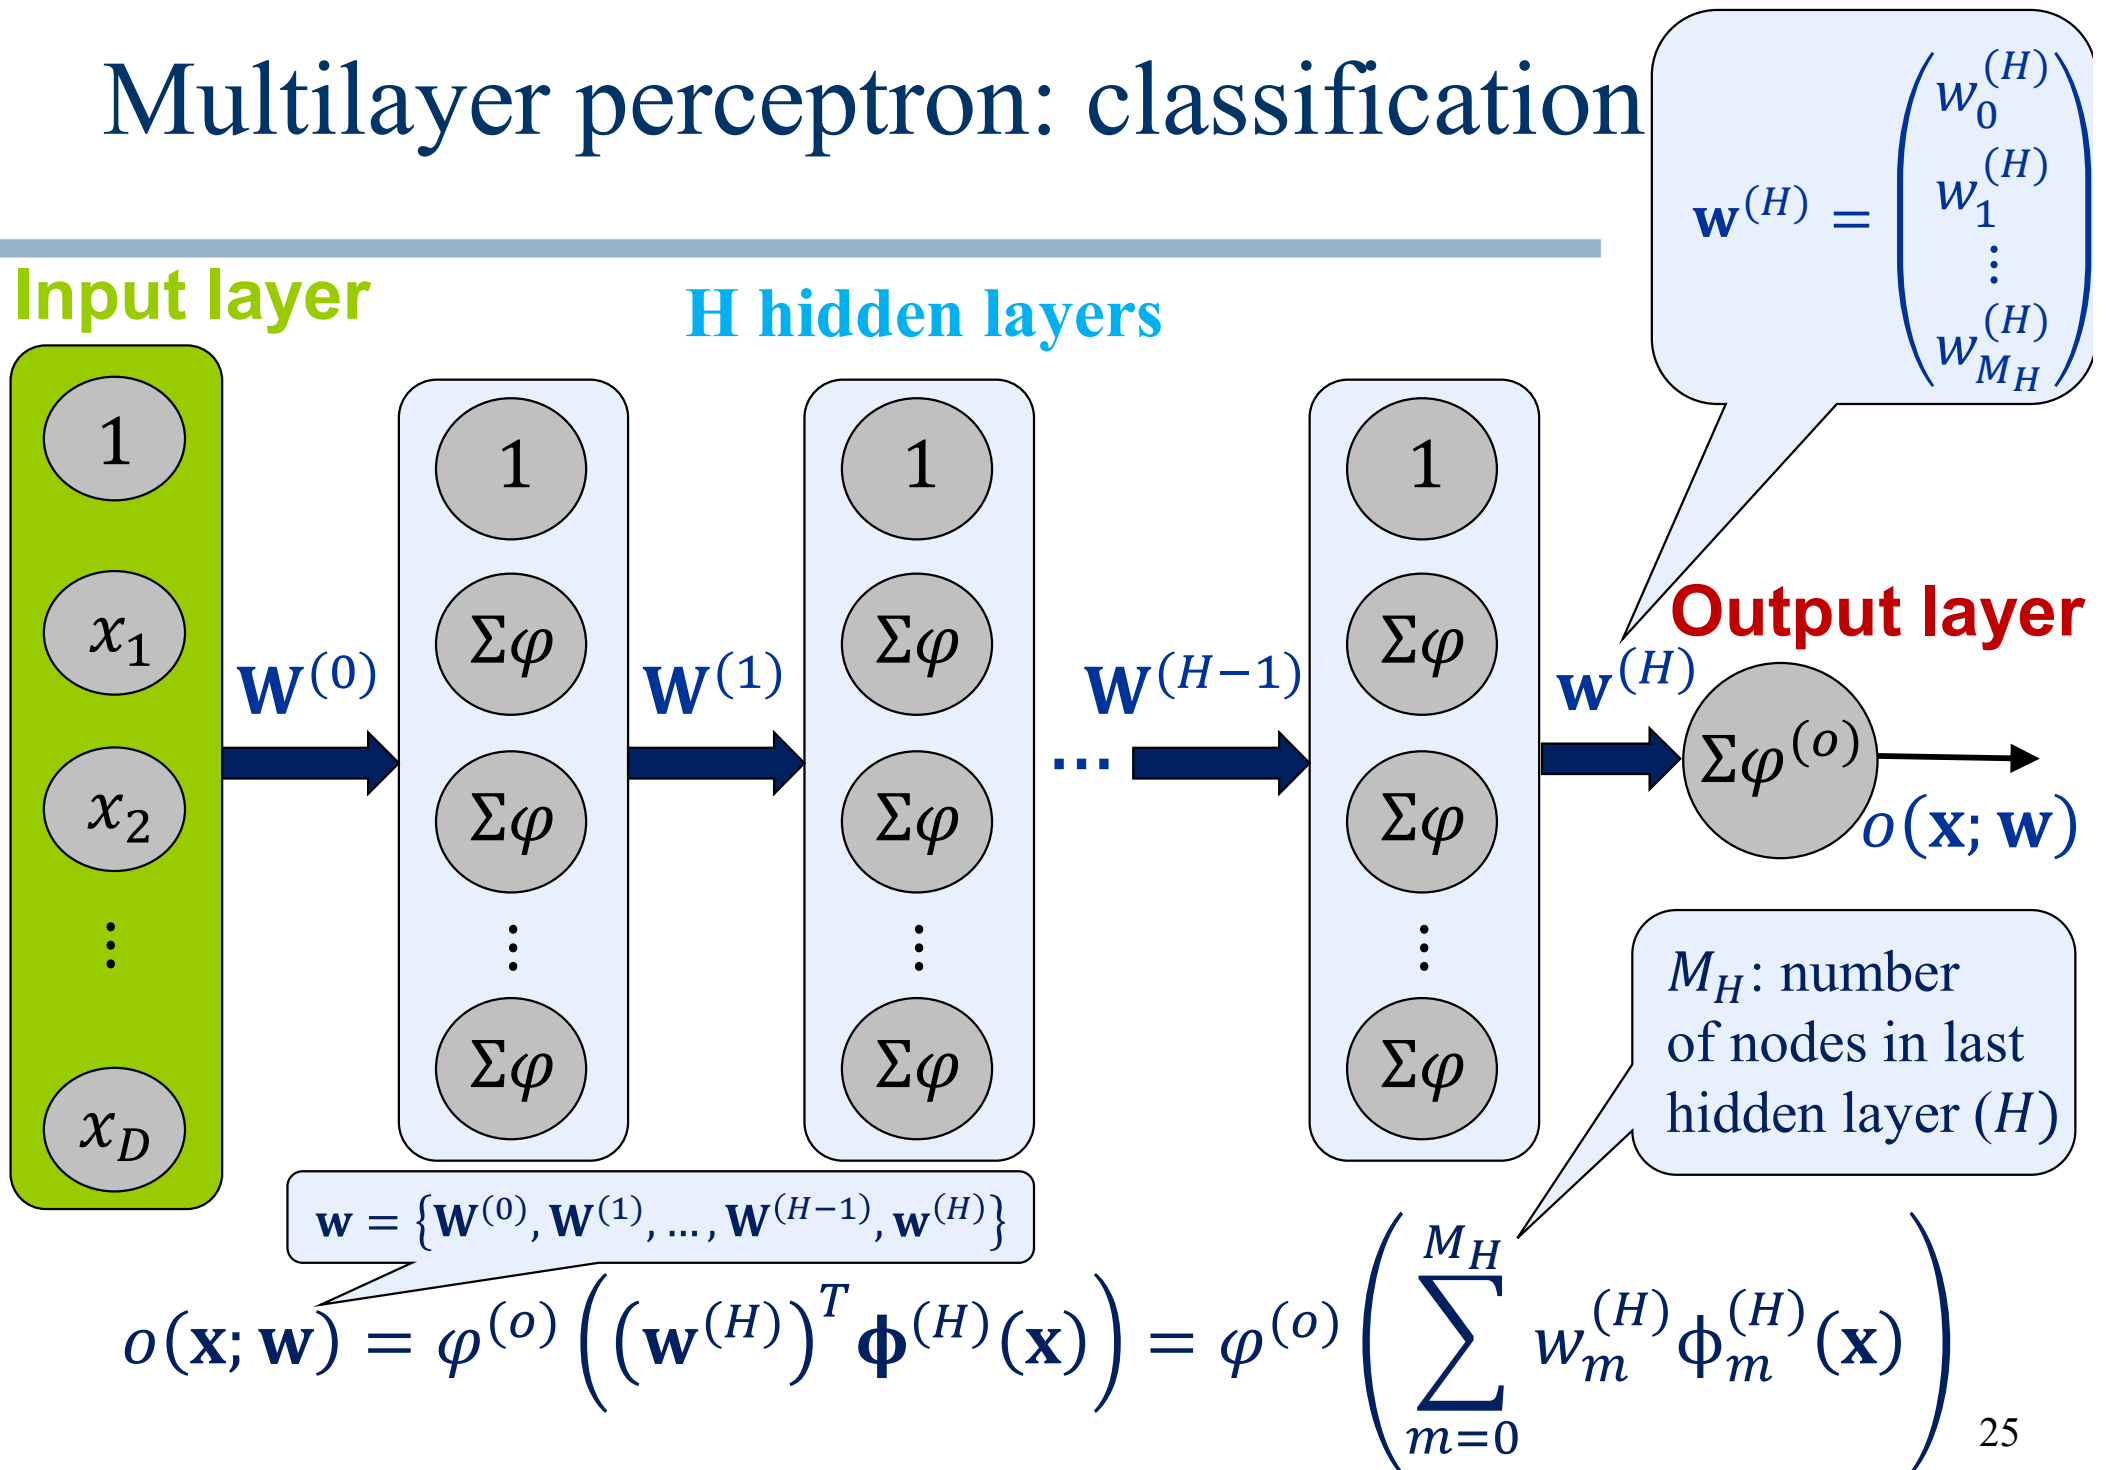 Multilayer perceptron: classification
𝐰^(H) = (w_0^(H) w_1^(H) ⋮ w_{M_H}^(H))
Input layer
H hidden layers
Output layer
1
x_1
x_2
⋮
x_D
𝐖^(0)
1
Σφ
Σφ
⋮
Σφ
𝐖^(1)
1
Σφ
Σφ
⋮
Σφ
…
𝐖^(H−1)
1
Σφ
Σφ
⋮
Σφ
𝐰^(H)
Σφ^(o)
o(𝐱; 𝐰)
M_H: number
of nodes in last
hidden layer (H)
𝐰 = {𝐖^(0), 𝐖^(1), … , 𝐖^(H−1), 𝐰^(H)}
o(𝐱; 𝐰) = φ^(o) ((𝐰^(H))^T 𝛟^(H)(𝐱)) = φ^(o) (∑_{m=0}^{M_H} w_m^(H) ϕ_m^(H)(𝐱))
25